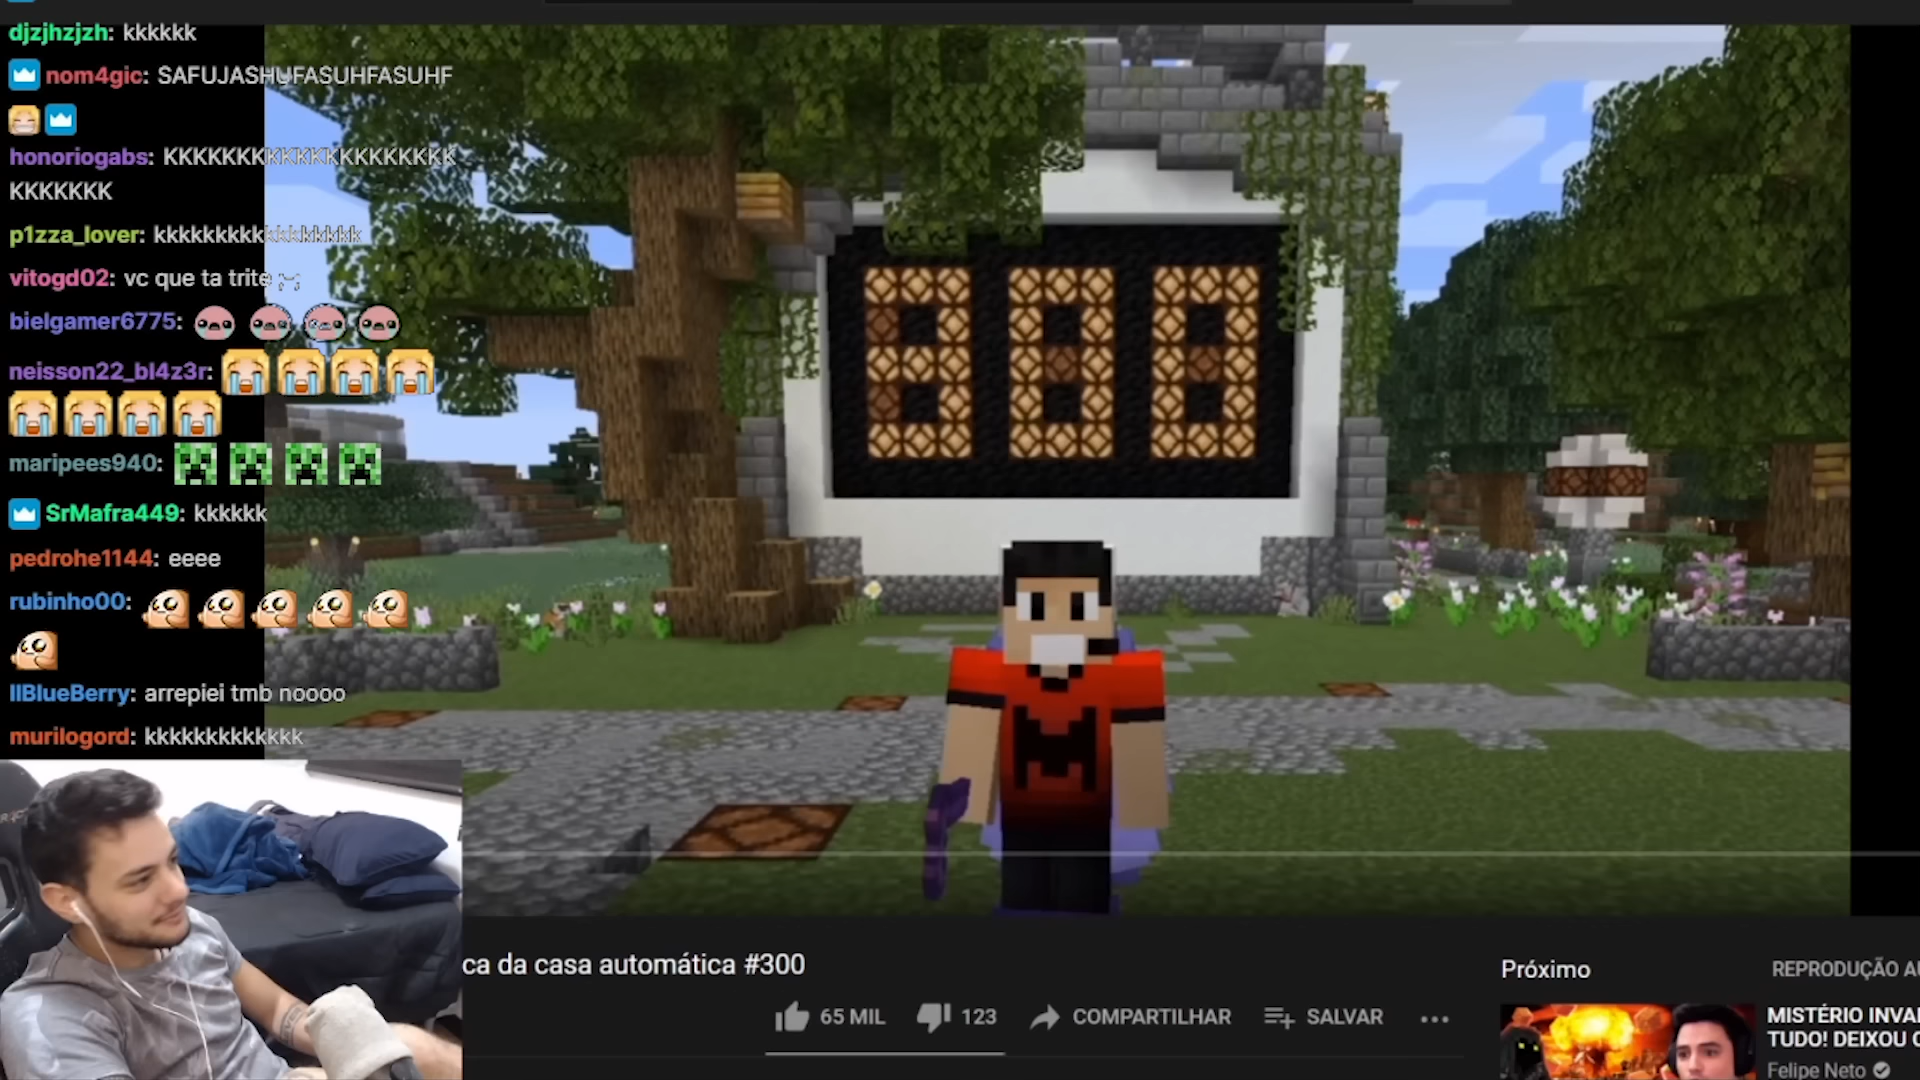 djzjhzjzh: kkkkkk
nom4gic: SAFUJASHUFASUHFASUHF
honoriogabs: KKKKKKKKKKKKKKKKKKKK
KKKKKKK
p1zza_lover: kkkkkkkkkkkkkkkkk
vitogd02: vc que ta trite ;-;
bielgamer6775:
neisson22_bl4z3r:
maripees940:
SrMafra449: kkkkkk
pedrohe1144: eeee
rubinho00:
llBlueBerry: arrepiei tmb noooo
murilogord: kkkkkkkkkkkkk
300
ca da casa automática #300
65 MIL
123
COMPARTILHAR
SALVAR
Próximo
REPRODUÇÃO AU
MISTÉRIO INVA
TUDO! DEIXOU
Felipe Neto